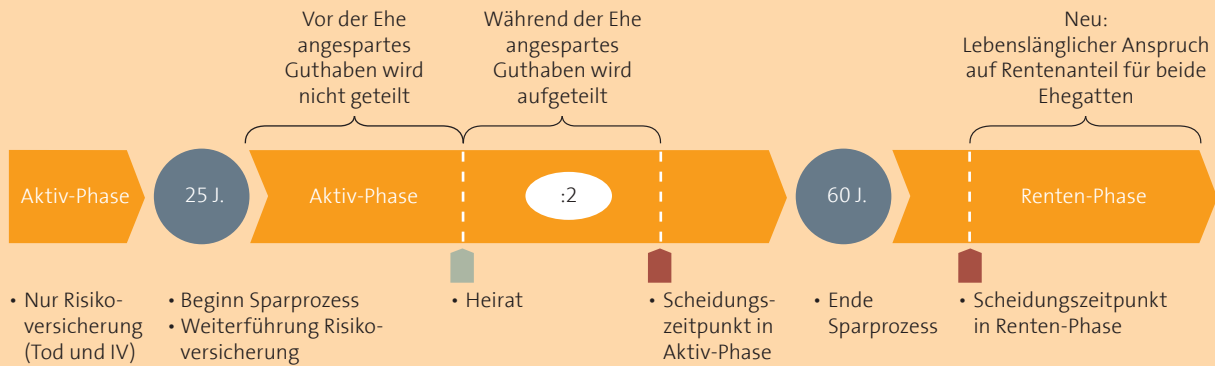 Vor der Ehe
angespartes
Guthaben wird
nicht geteilt
Während der Ehe
angespartes
Guthaben wird
aufgeteilt
Neu:
Lebenslänglicher Anspruch
auf Rentenanteil für beide
Ehegatten
Aktiv-Phase
25 J.
Aktiv-Phase
:2
60 J.
Renten-Phase
• Nur Risiko-
versicherung
(Tod und IV)
• Beginn Sparprozess
• Weiterführung Risiko-
versicherung
• Heirat
• Scheidungs-
zeitpunkt in
Aktiv-Phase
• Ende
Sparprozess
• Scheidungszeitpunkt
in Renten-Phase